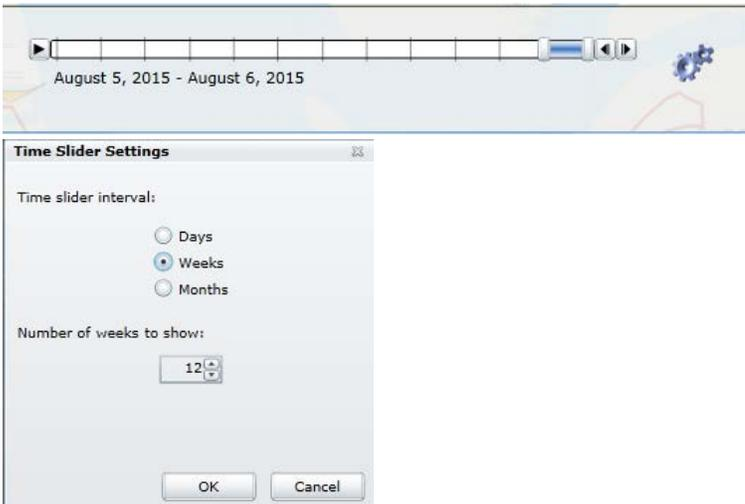 August 5, 2015 - August 6, 2015
Time Slider Settings
Time slider interval:
Days
Weeks
Months
Number of weeks to show:
12
OK
Cancel